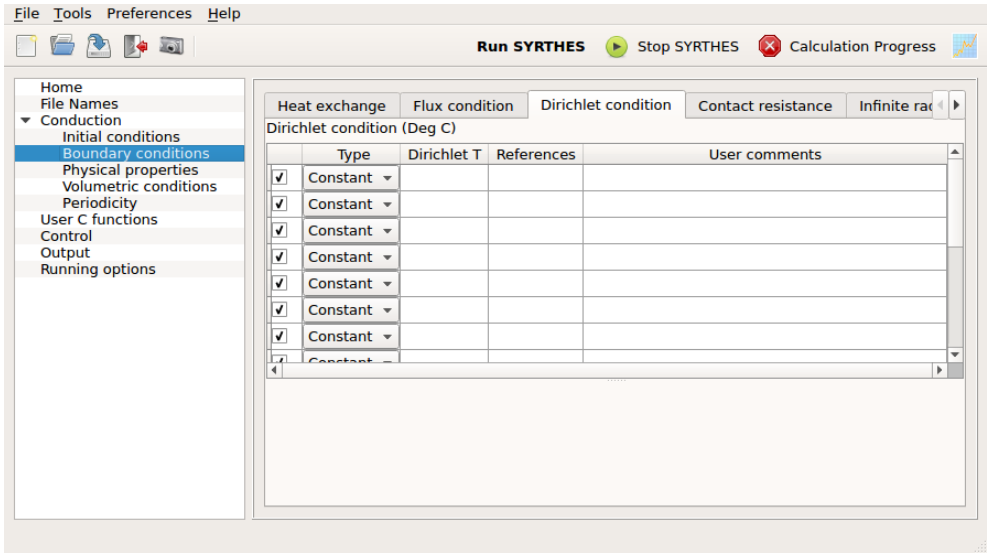 File Tools Preferences Help
Run SYRTHES Stop SYRTHES Calculation Progress
Home
File Names
Conduction
Initial conditions
Boundary conditions
Physical properties
Volumetric conditions
Periodicity
User C functions
Control
Output
Running options
Heat exchange Flux condition Dirichlet condition Contact resistance Infinite
Dirichlet condition (Deg C)
Type Dirichlet T References User comments
Constant
Constant
Constant
Constant
Constant
Constant
Constant
Constant